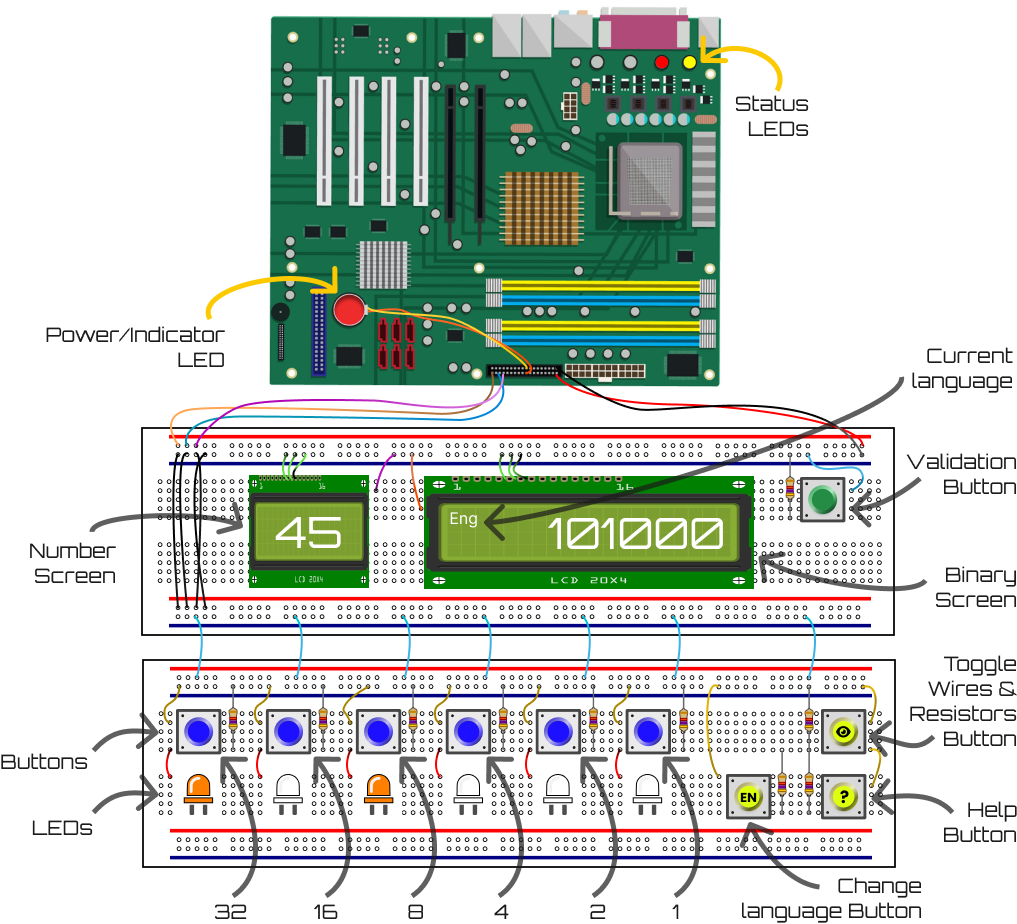 Status
LEDs
Power/Indicator
LED
Current
language
Validation
Button
1 16
1 16
Eng
45
101000
Number
Screen
LCD 20X4
LCD 20X4
Binary
Screen
Toggle
Wires &
Resistors
Button
Buttons
LEDs
EN
?
Help
Button
Change
language Button
32 16 8 4 2 1